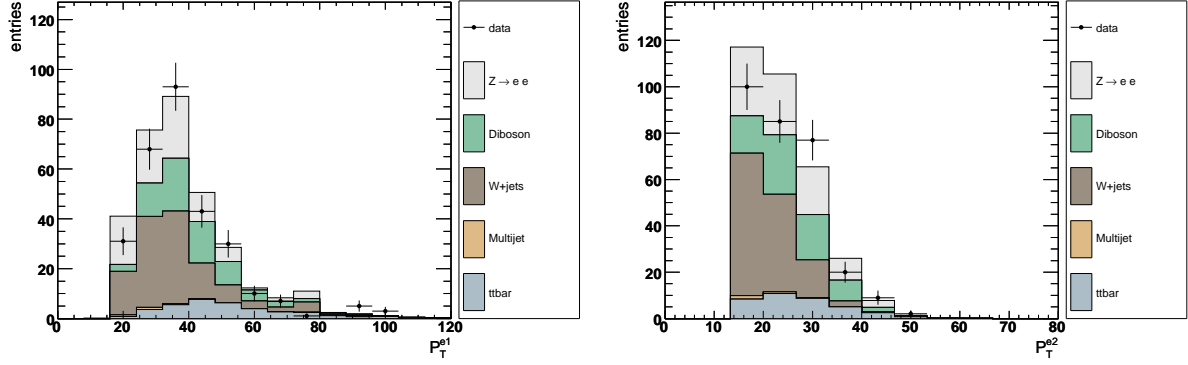 entries
120
100
80
60
40
20
0
0 20 40 60 80 100 120
P_T^e1
data
Z → e e
Diboson
W+jets
Multijet
ttbar
entries
120
100
80
60
40
20
0
0 10 20 30 40 50 60 70 80
P_T^e2
data
Z → e e
Diboson
W+jets
Multijet
ttbar